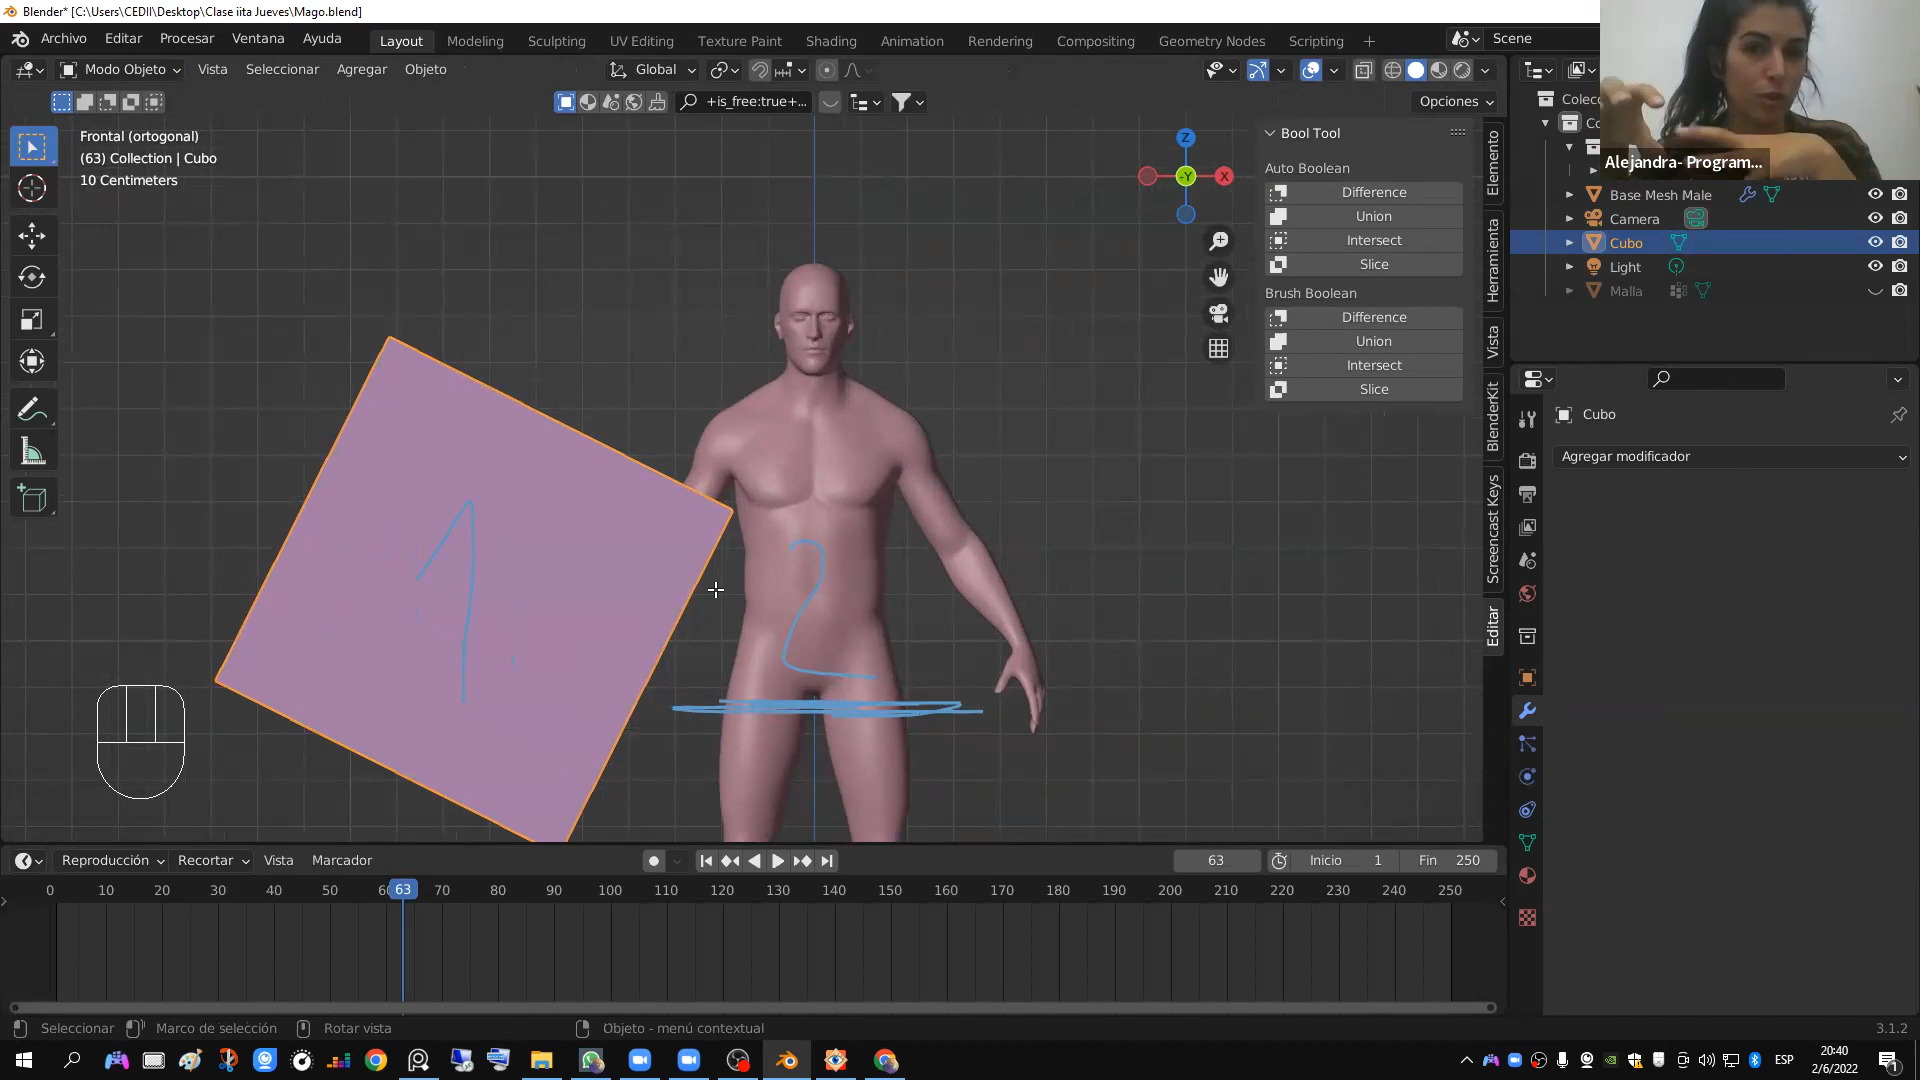 Blender* [C:\Users\CEDII\Desktop\Clase iita Jueves\Mago.blend]
Archivo Editar Procesar Ventana Ayuda
Layout Modeling Sculpting UV Editing Texture Paint Shading Animation Rendering Compositing Geometry Nodes Scripting +
Scene
Modo Objeto Vista Seleccionar Agregar Objeto
Global
+is_free:true+...
Opciones
Frontal (ortogonal)
(63) Collection | Cubo
10 Centimeters
Z
-Y
X
Bool Tool
Auto Boolean
Difference
Union
Intersect
Slice
Brush Boolean
Difference
Union
Intersect
Slice
Elemento
Herramienta
Vista
BlenderKit
Screencast Keys
Editar
Alejandra- Program...
Base Mesh Male
Camera
Cubo
Light
Malla
Cubo
Agregar modificador
1
2
Reproducción Recortar Vista Marcador
63
Inicio 1
Fin 250
0 10 20 30 40 50 63 70 80 90 100 110 120 130 140 150 160 170 180 190 200 210 220 230 240 250
Seleccionar Marco de selección Rotar vista Objeto - menú contextual
3.1.2
ESP
20:40
2/6/2022
1